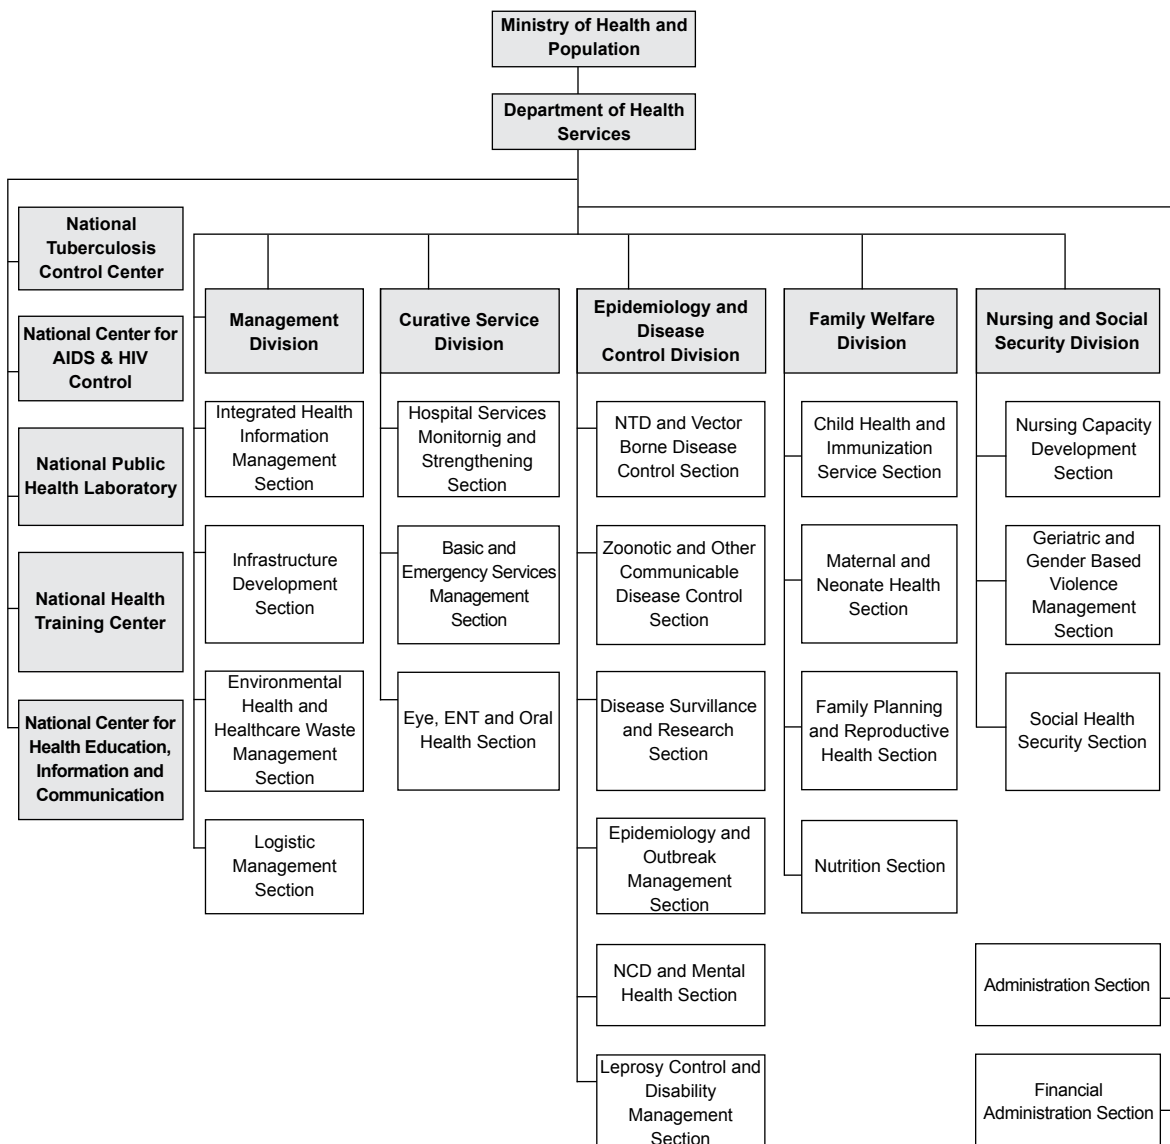 Ministry of Health and
Population
Department of Health
Services
National
Tuberculosis
Control Center
National Center for
AIDS & HIV
Control
National Public
Health Laboratory
National Health
Training Center
National Center for
Health Education,
Information and
Communication
Management
Division
Integrated Health
Information
Management
Section
Infrastructure
Development
Section
Environmental
Health and
Healthcare Waste
Management
Section
Logistic
Management
Section
Curative Service
Division
Hospital Services
Monitornig and
Strengthening
Section
Basic and
Emergency Services
Management
Section
Eye, ENT and Oral
Health Section
Epidemiology and
Disease
Control Division
NTD and Vector
Borne Disease
Control Section
Zoonotic and Other
Communicable
Disease Control
Section
Disease Survillance
and Research
Section
Epidemiology and
Outbreak
Management
Section
NCD and Mental
Health Section
Leprosy Control and
Disability
Management
Section
Family Welfare
Division
Child Health and
Immunization
Service Section
Maternal and
Neonate Health
Section
Family Planning
and Reproductive
Health Section
Nutrition Section
Nursing and Social
Security Division
Nursing Capacity
Development
Section
Geriatric and
Gender Based
Violence
Management
Section
Social Health
Security Section
Administration Section
Financial
Administration Section